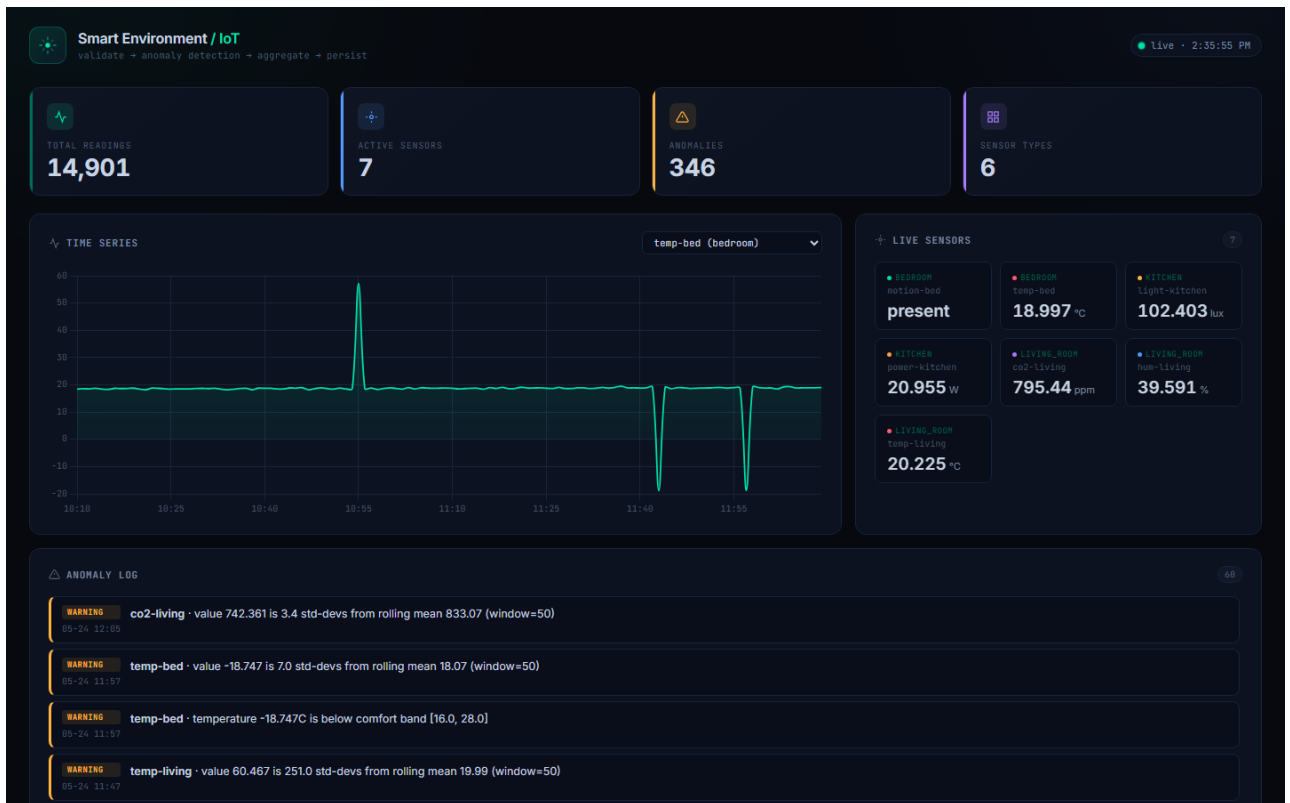 Smart Environment / IoT
validate → anomaly detection → aggregate → persist
live · 2:35:55 PM
TOTAL READINGS
14,901
ACTIVE SENSORS
7
ANOMALIES
346
SENSOR TYPES
6
TIME SERIES
temp-bed (bedroom)
60
50
40
30
20
10
0
-10
-20
10:10 10:25 10:40 10:55 11:10 11:25 11:40 11:55
LIVE SENSORS
7
BEDROOM
motion-bed
present
BEDROOM
temp-bed
18.997 °C
KITCHEN
light-kitchen
102.403 lux
KITCHEN
power-kitchen
20.955 W
LIVING_ROOM
co2-living
795.44 ppm
LIVING_ROOM
hum-living
39.591 %
LIVING_ROOM
temp-living
20.225 °C
ANOMALY LOG
60
WARNING co2-living · value 742.361 is 3.4 std-devs from rolling mean 833.07 (window=50)
05-24 12:05
WARNING temp-bed · value -18.747 is 7.0 std-devs from rolling mean 18.07 (window=50)
05-24 11:57
WARNING temp-bed · temperature -18.747C is below comfort band [16.0, 28.0]
05-24 11:57
WARNING temp-living · value 60.467 is 251.0 std-devs from rolling mean 19.99 (window=50)
05-24 11:47